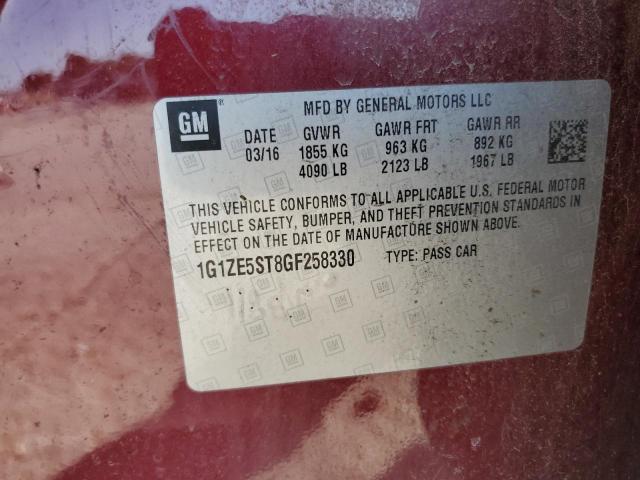 GM ® MFD BY GENERAL MOTORS LLC
DATE GVWR GAWR FRT GAWR RR
03/16 1855 KG 963 KG 892 KG
4090 LB 2123 LB 1967 LB
THIS VEHICLE CONFORMS TO ALL APPLICABLE U.S. FEDERAL MOTOR
VEHICLE SAFETY, BUMPER, AND THEFT PREVENTION STANDARDS IN
EFFECT ON THE DATE OF MANUFACTURE SHOWN ABOVE.
1G1ZE5ST8GF258330 TYPE: PASS CAR